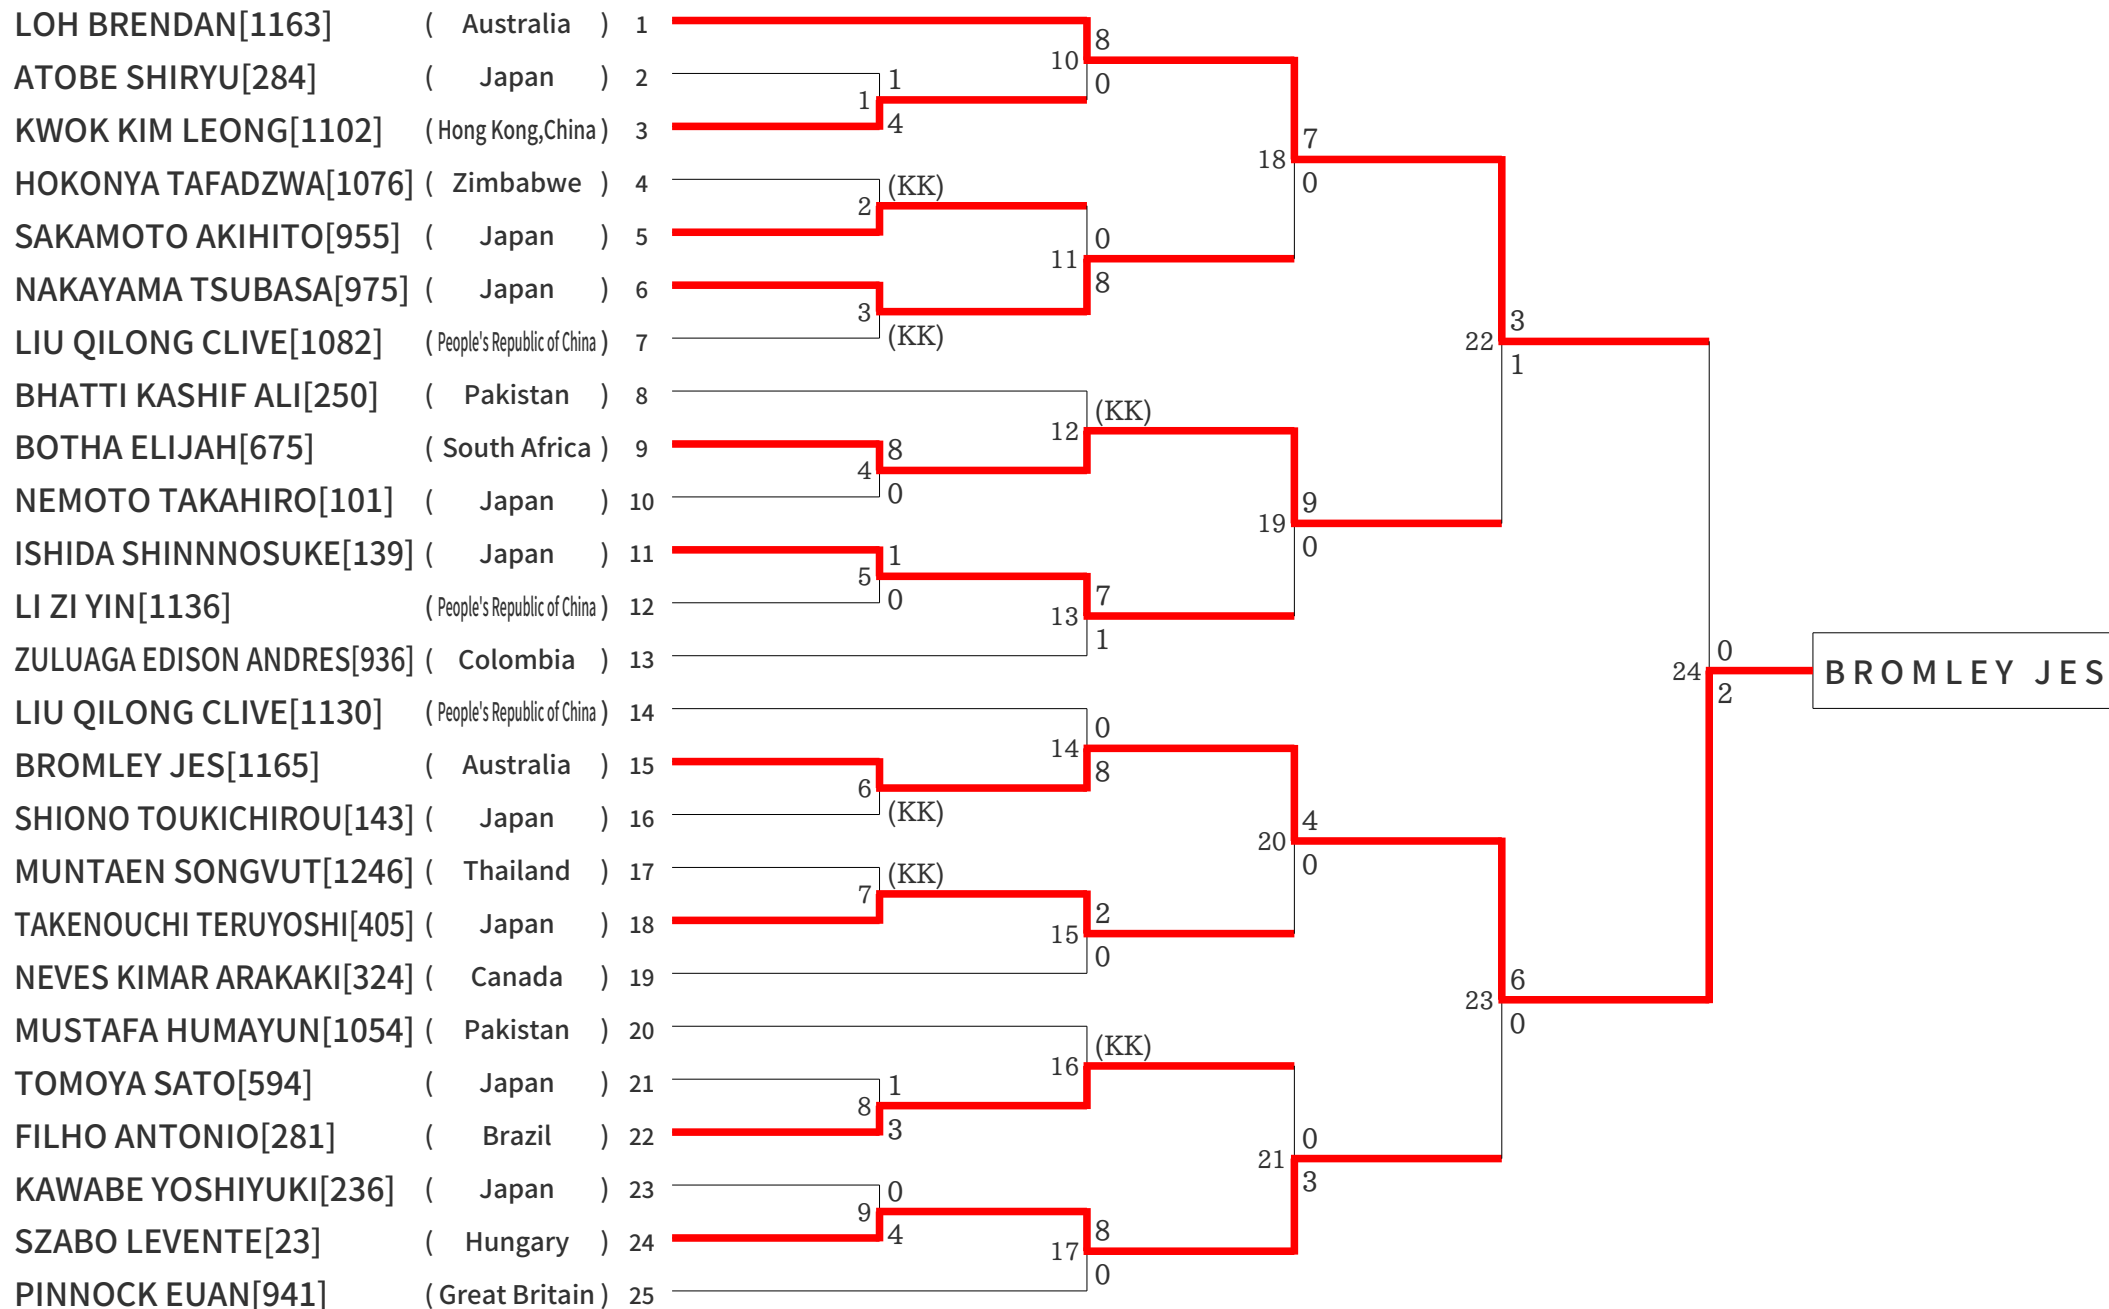 LOH BRENDAN[1163] ( Australia ) 1
8
10
0
ATOBE SHIRYU[284] ( Japan ) 2
1
1
4
KWOK KIM LEONG[1102] ( Hong Kong,China ) 3
7
18
0
HOKONYA TAFADZWA[1076] ( Zimbabwe ) 4
(KK)
2
SAKAMOTO AKIHITO[955] ( Japan ) 5
0
11
8
NAKAYAMA TSUBASA[975] ( Japan ) 6
3
(KK)
LIU QILONG CLIVE[1082] ( People's Republic of China ) 7
3
22
1
BHATTI KASHIF ALI[250] ( Pakistan ) 8
(KK)
12
BOTHA ELIJAH[675] ( South Africa ) 9
8
4
0
NEMOTO TAKAHIRO[101] ( Japan ) 10
9
19
0
ISHIDA SHINNNOSUKE[139] ( Japan ) 11
1
5
0
LI ZI YIN[1136] ( People's Republic of China ) 12
7
13
1
ZULUAGA EDISON ANDRES[936] ( Colombia ) 13
0
24
2
BROMLEY JES
LIU QILONG CLIVE[1130] ( People's Republic of China ) 14
0
14
8
BROMLEY JES[1165] ( Australia ) 15
6
(KK)
SHIONO TOUKICHIROU[143] ( Japan ) 16
4
20
0
MUNTAEN SONGVUT[1246] ( Thailand ) 17
(KK)
7
TAKENOUCHI TERUYOSHI[405] ( Japan ) 18
2
15
0
NEVES KIMAR ARAKAKI[324] ( Canada ) 19
6
23
0
MUSTAFA HUMAYUN[1054] ( Pakistan ) 20
(KK)
16
TOMOYA SATO[594] ( Japan ) 21
1
8
3
FILHO ANTONIO[281] ( Brazil ) 22
0
21
3
KAWABE YOSHIYUKI[236] ( Japan ) 23
0
9
4
SZABO LEVENTE[23] ( Hungary ) 24
8
17
0
PINNOCK EUAN[941] ( Great Britain ) 25